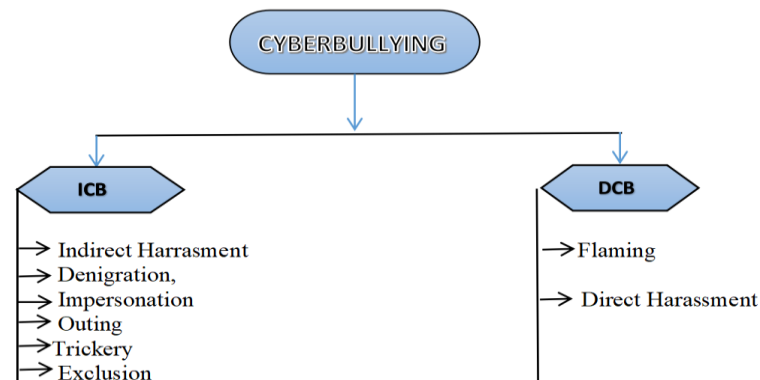 CYBERBULLYING
ICB
DCB
Indirect Harrasment
Denigration,
Impersonation
Outing
Trickery
Exclusion
Flaming
Direct Harassment